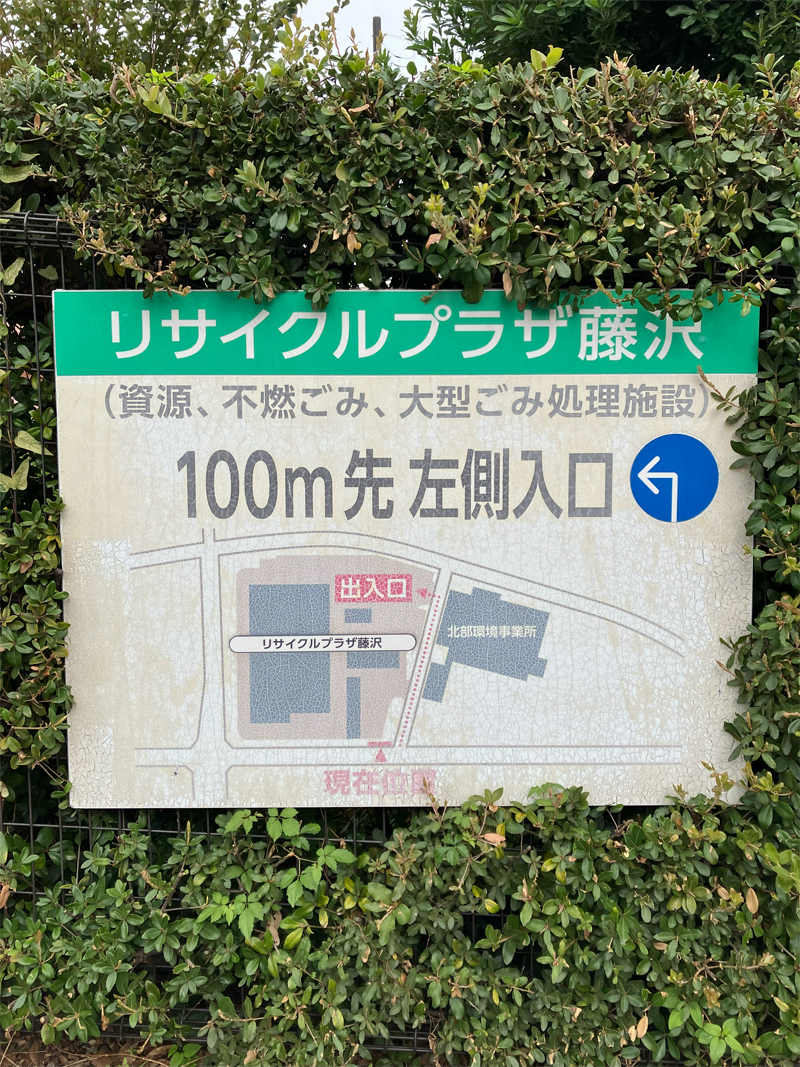 リサイクルプラザ藤沢
（資源、不燃ごみ、大型ごみ処理施設）
100m先 左側入口
出入口
北部環境事業所
リサイクルプラザ藤沢
現在位置